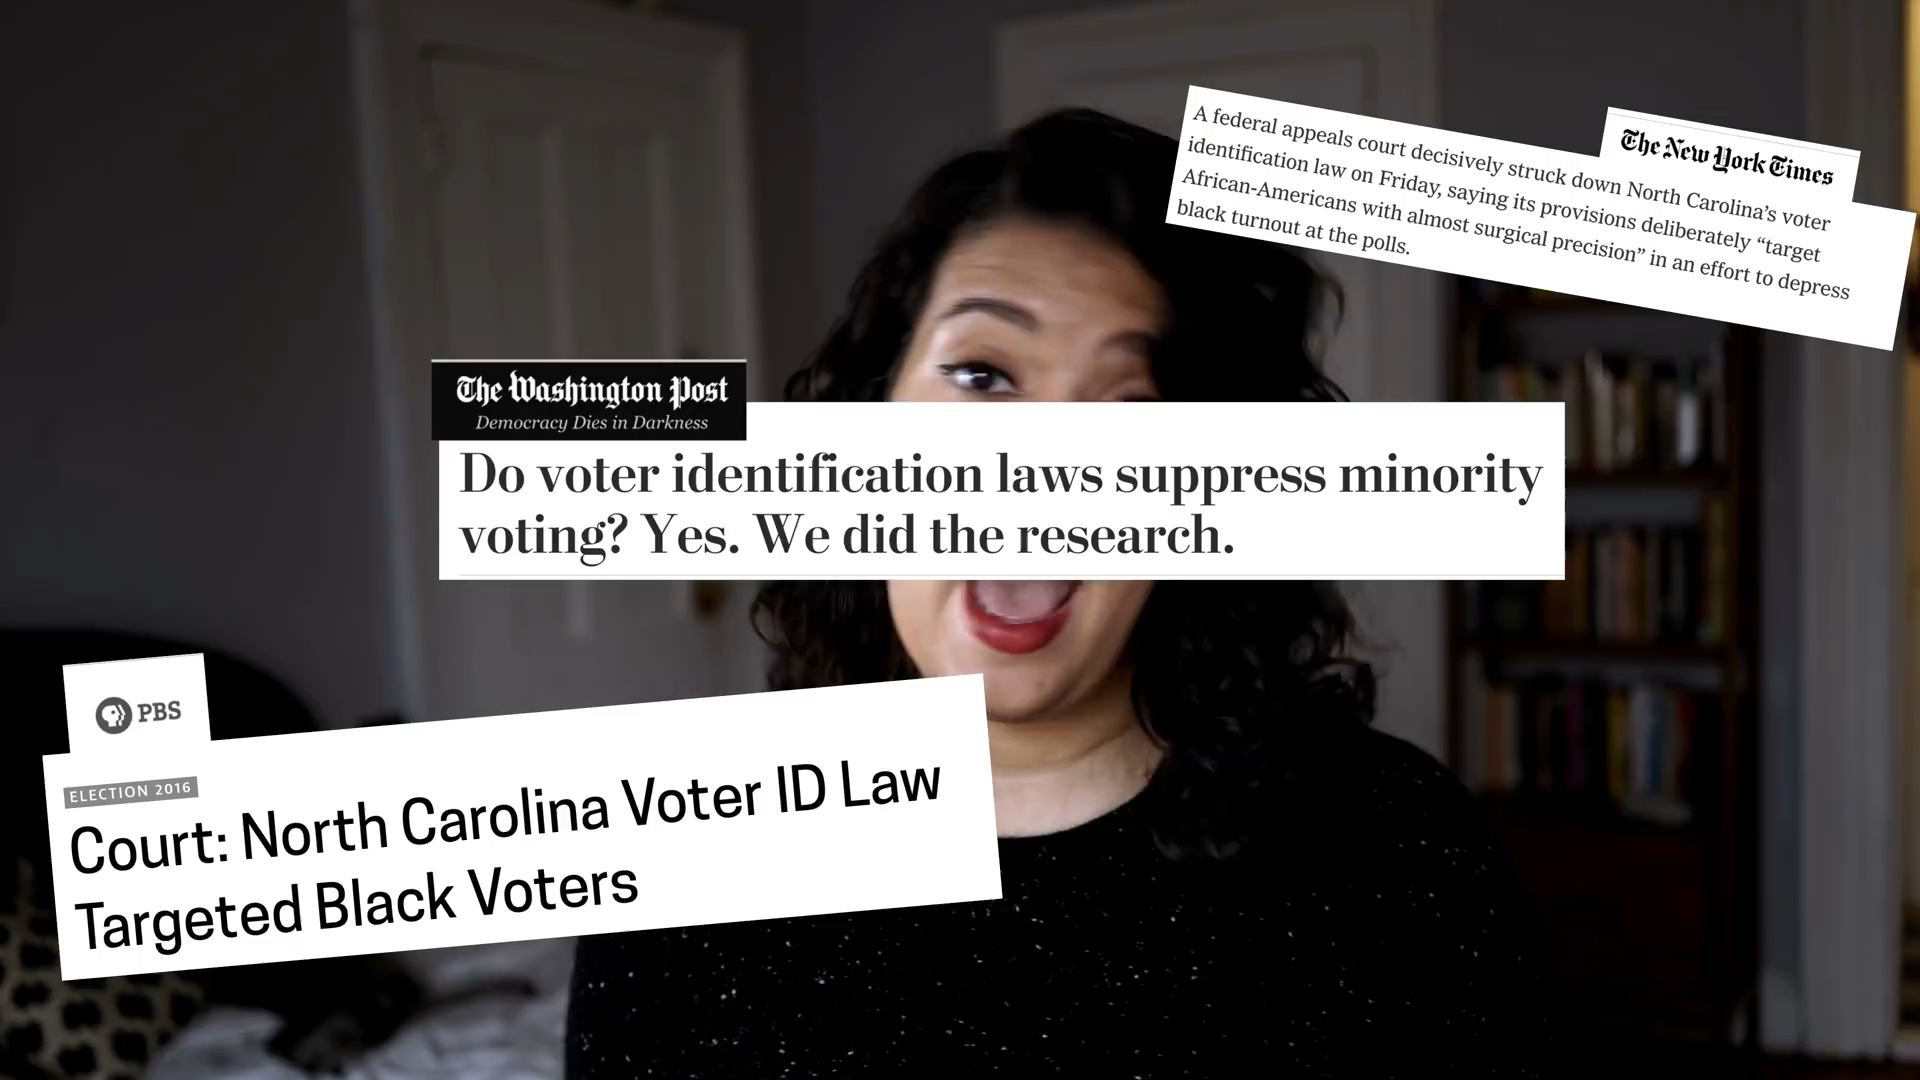 The New York Times
A federal appeals court decisively struck down North Carolina's voter
identification law on Friday, saying its provisions deliberately “target
African-Americans with almost surgical precision” in an effort to depress
black turnout at the polls.
The Washington Post
Democracy Dies in Darkness
Do voter identification laws suppress minority
voting? Yes. We did the research.
PBS
ELECTION 2016
Court: North Carolina Voter ID Law
Targeted Black Voters